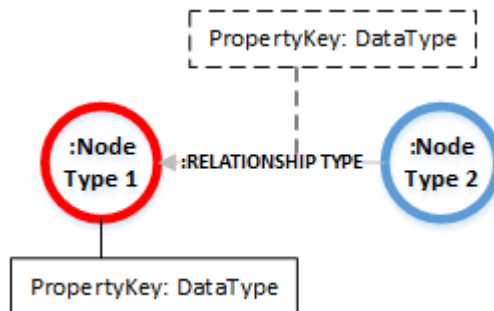 PropertyKey: DataType
:Node
Type 1
:RELATIONSHIP TYPE
:Node
Type 2
PropertyKey: DataType